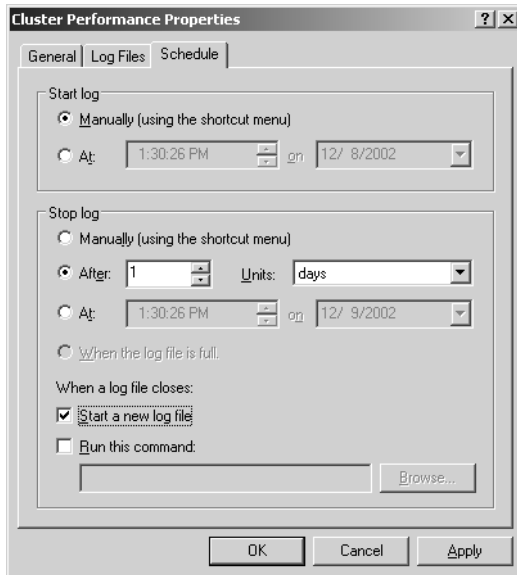 Cluster Performance Properties
General Log Files Schedule
Start log
Manually (using the shortcut menu)
At: 1:30:26 PM on 12/ 8/2002
Stop log
Manually (using the shortcut menu)
After: 1 Units: days
At: 1:30:26 PM on 12/ 9/2002
When the log file is full.
When a log file closes:
Start a new log file
Run this command:
Browse...
OK Cancel Apply